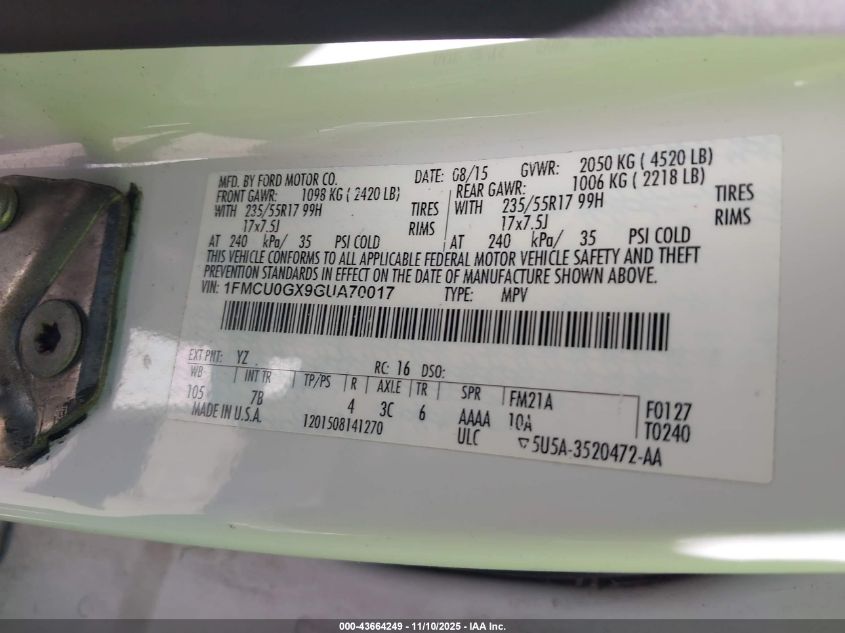 MFD. BY FORD MOTOR CO. DATE: 08/15 GVWR: 2050 KG ( 4520 LB)
FRONT GAWR: 1098 KG ( 2420 LB) REAR GAWR: 1006 KG ( 2218 LB)
WITH 235/55R17 99H TIRES WITH 235/55R17 99H TIRES
17x7.5J RIMS 17x7.5J RIMS
AT 240 kPa/ 35 PSI COLD AT 240 kPa/ 35 PSI COLD
THIS VEHICLE CONFORMS TO ALL APPLICABLE FEDERAL MOTOR VEHICLE SAFETY AND THEFT
PREVENTION STANDARDS IN EFFECT ON THE DATE OF MANUFACTURE SHOWN ABOVE.
VIN: 1FMCU0GX9GUA70017 TYPE: MPV
EXT PNT: YZ RC: 16 DSO:
WB INT TR TP/PS R AXLE TR SPR FM21A F0127
105 7B 4 3C 6 AAAA 10A T0240
MADE IN U.S.A. 1201508141270 ULC 5U5A-3520472-AA
000-43664249 - 11/10/2025 - IAA Inc.